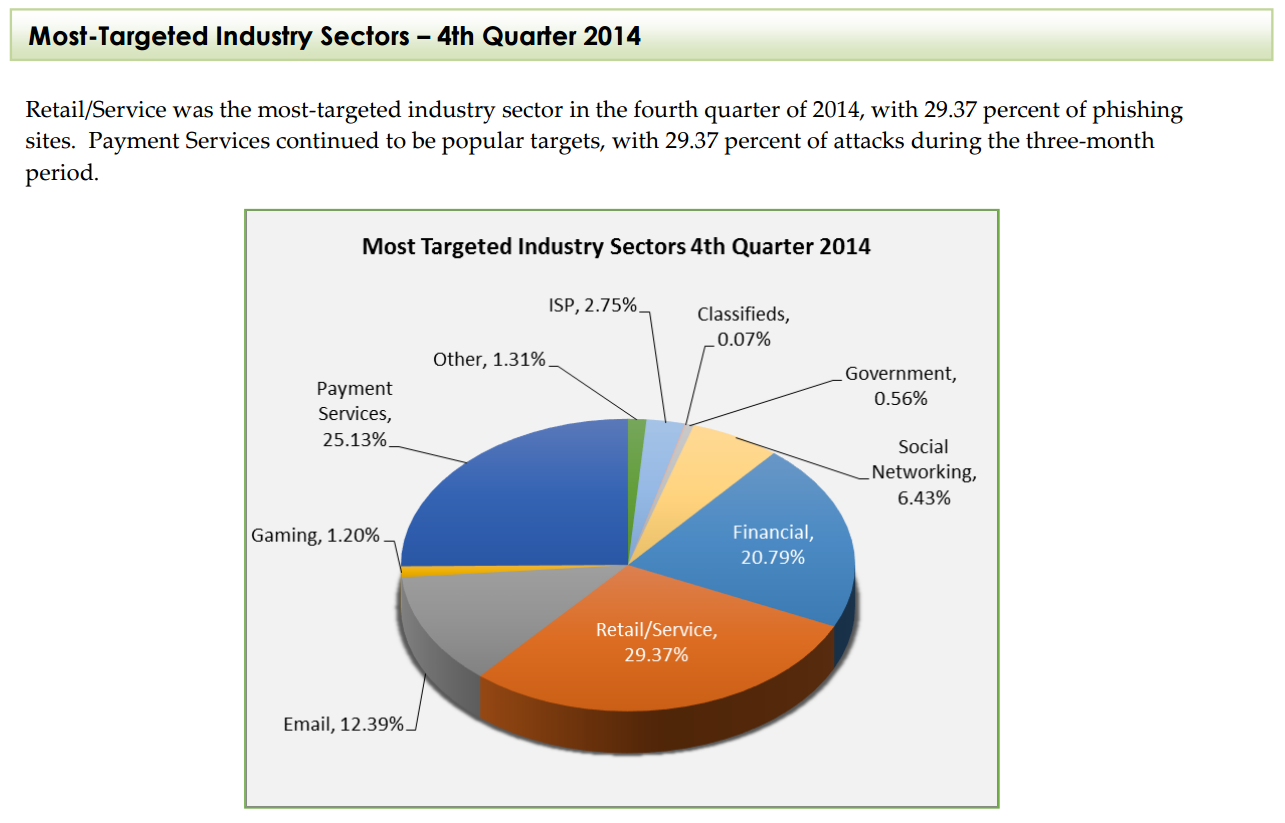 Most-Targeted Industry Sectors – 4th Quarter 2014
Retail/Service was the most-targeted industry sector in the fourth quarter of 2014, with 29.37 percent of phishing
sites.  Payment Services continued to be popular targets, with 29.37 percent of attacks during the three-month
period.
Most Targeted Industry Sectors 4th Quarter 2014
ISP, 2.75%
Classifields,
0.07%
Other, 1.31%
Government,
0.56%
Payment
Services,
25.13%
Social
Networking,
6.43%
Gaming, 1.20%
Financial,
20.79%
Retail/Service,
29.37%
Email, 12.39%